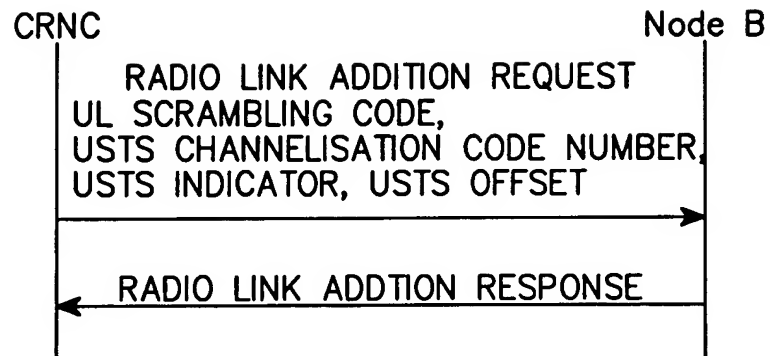 CRNC Node B
RADIO LINK ADDITION REQUEST
UL SCRAMBLING CODE,
USTS CHANNELISATION CODE NUMBER,
USTS INDICATOR, USTS OFFSET
RADIO LINK ADDTION RESPONSE